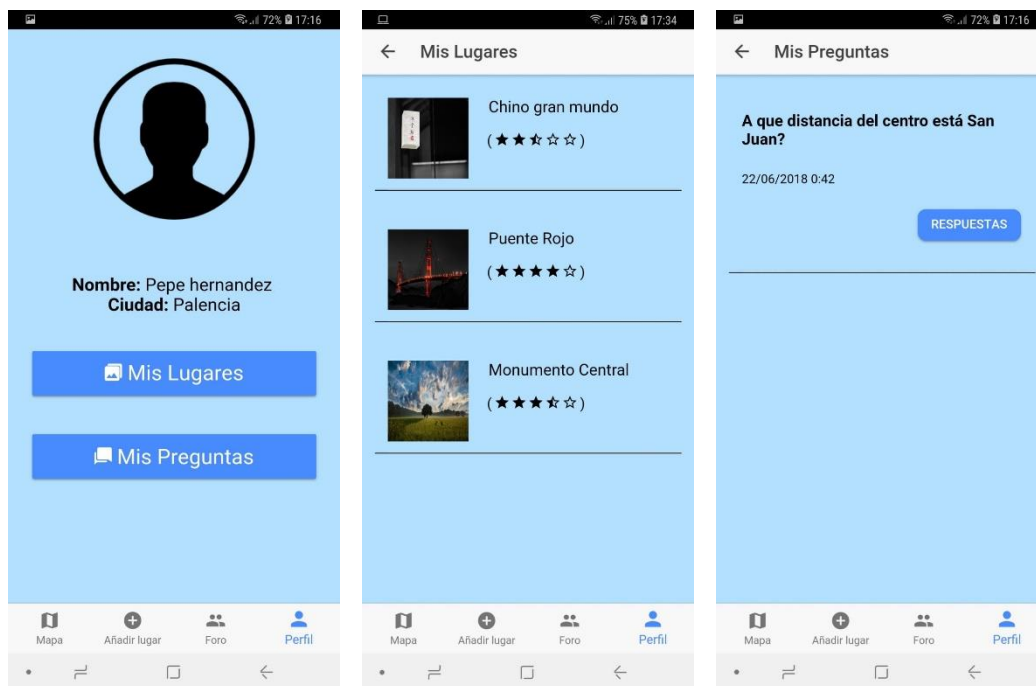 72% 17:16
Nombre: Pepe hernandez
Ciudad: Palencia
Mis Lugares
Mis Preguntas
Mapa
Añadir lugar
Foro
Perfil
75% 17:34
Mis Lugares
Chino gran mundo
(★★⯪☆☆)
Puente Rojo
(★★★★☆)
Monumento Central
(★★★⯪☆)
Mapa
Añadir lugar
Foro
Perfil
72% 17:16
Mis Preguntas
A que distancia del centro está San
Juan?
22/06/2018 0:42
RESPUESTAS
Mapa
Añadir lugar
Foro
Perfil